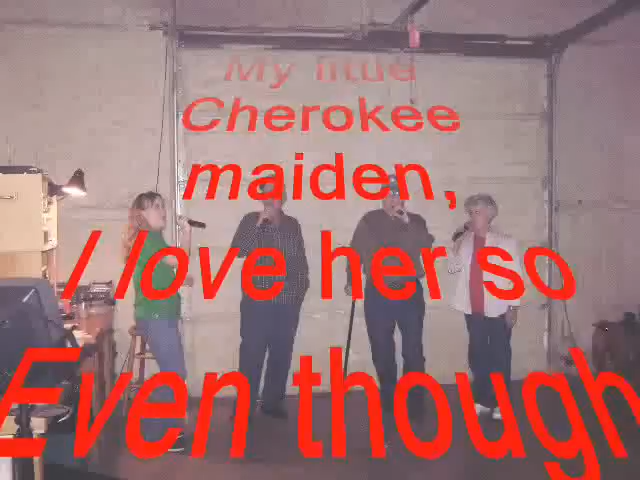 My little
Cherokee
maiden,
I love her so
Even though